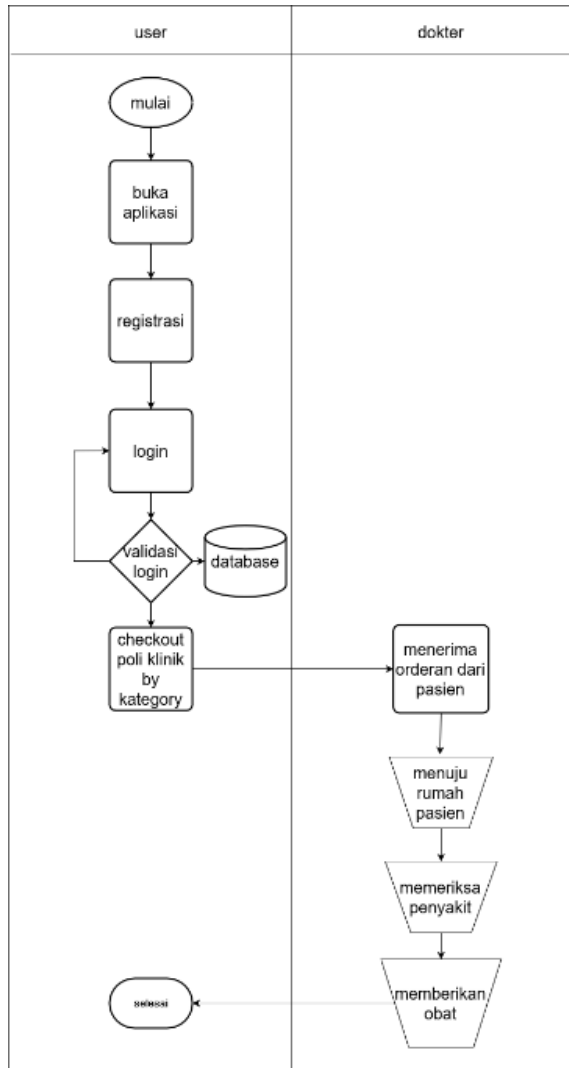 user
dokter
mulai
buka
aplikasi
registrasi
login
validasi
login
database
checkout
poli klinik
by
kategory
menerima
orderan dari
pasien
menuju
rumah
pasien
memeriksa
penyakit
memberikan
obat
selesai